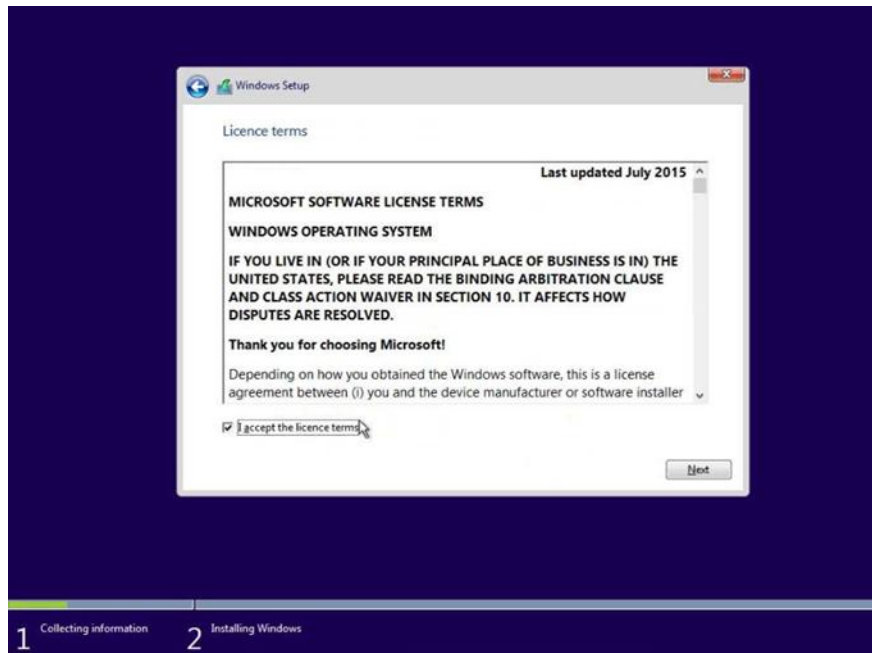 Windows Setup
Licence terms
Last updated July 2015
MICROSOFT SOFTWARE LICENSE TERMS
WINDOWS OPERATING SYSTEM
IF YOU LIVE IN (OR IF YOUR PRINCIPAL PLACE OF BUSINESS IS IN) THE
UNITED STATES, PLEASE READ THE BINDING ARBITRATION CLAUSE
AND CLASS ACTION WAIVER IN SECTION 10. IT AFFECTS HOW
DISPUTES ARE RESOLVED.
Thank you for choosing Microsoft!
Depending on how you obtained the Windows software, this is a license
agreement between (i) you and the device manufacturer or software installer
I accept the licence terms
Next
1 Collecting information
2 Installing Windows